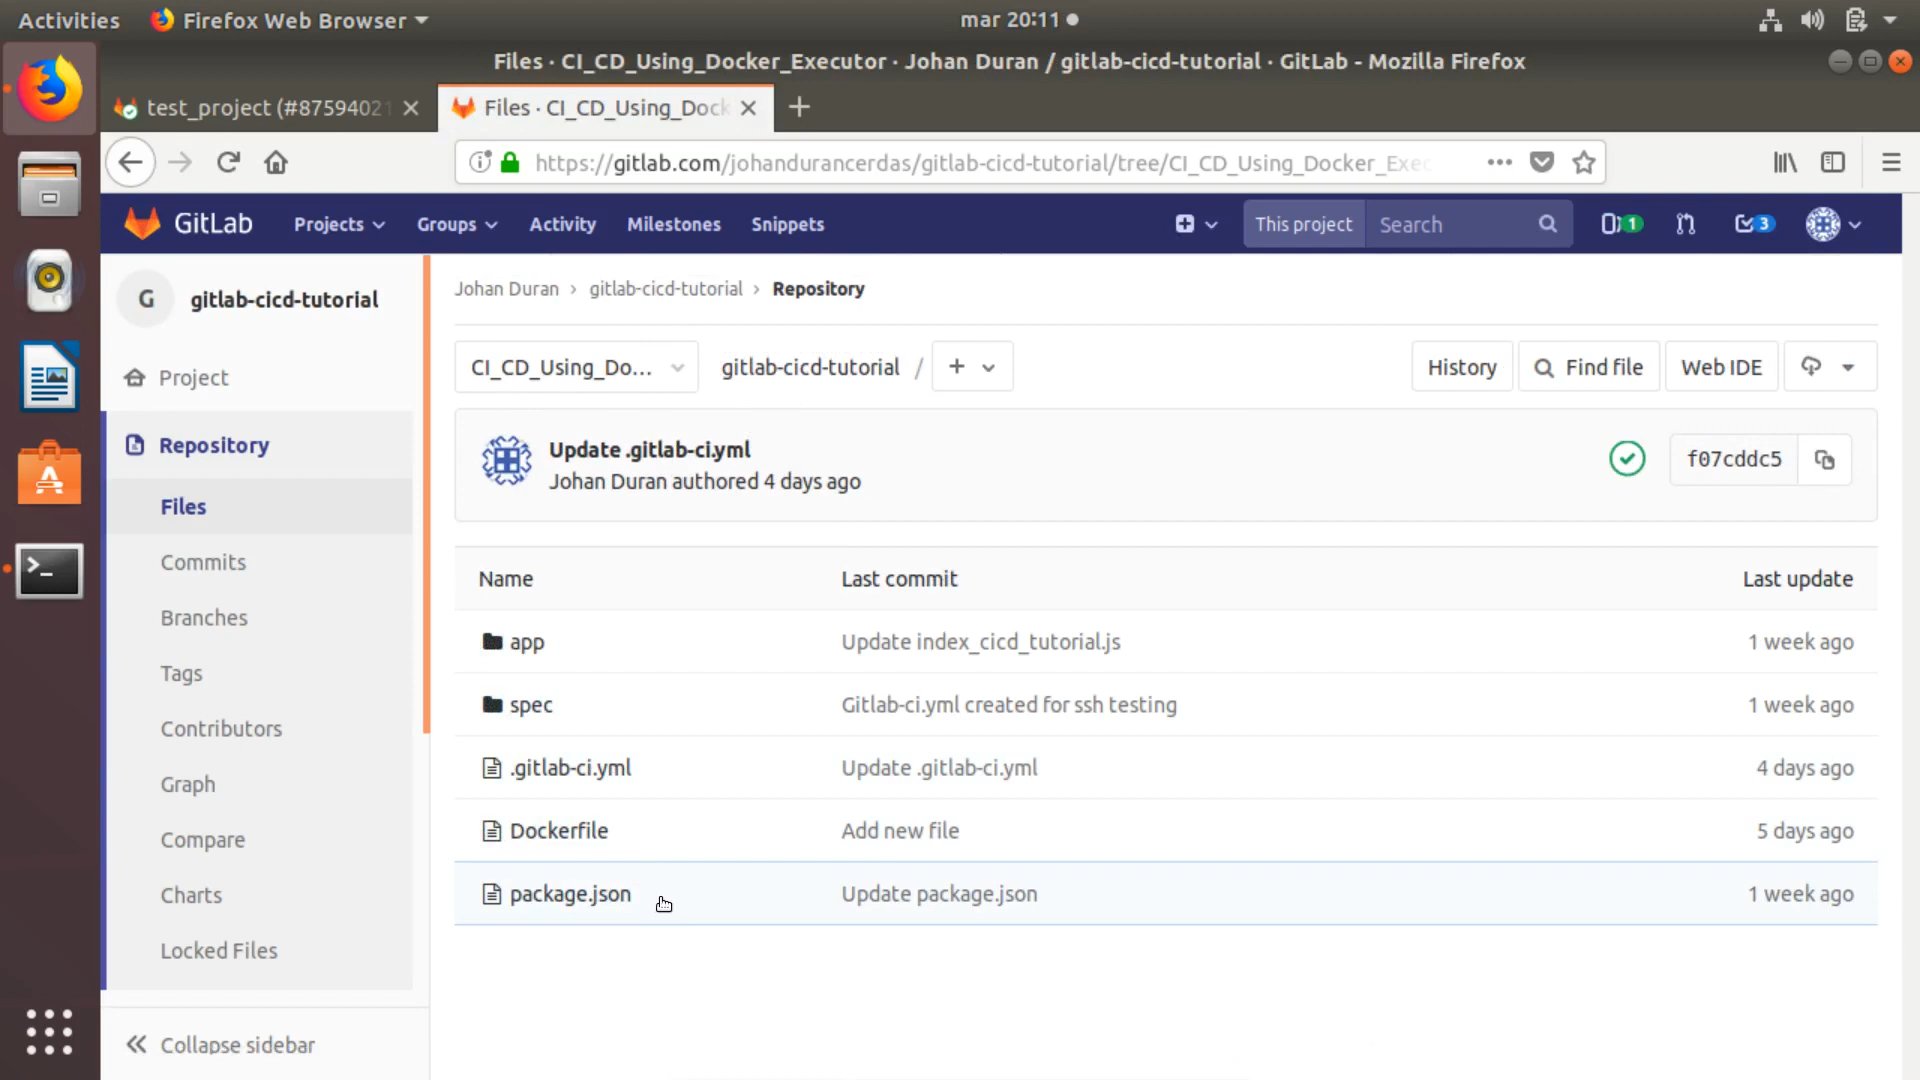 Activities
Firefox Web Browser
mar 20:11
Files · CI_CD_Using_Docker_Executor · Johan Duran / gitlab-cicd-tutorial · GitLab - Mozilla Firefox
test_project (#87594021
Files · CI_CD_Using_Dock
https://gitlab.com/johandurancerdas/gitlab-cicd-tutorial/tree/CI_CD_Using_Docker_Exec
GitLab
Projects
Groups
Activity
Milestones
Snippets
This project
Search
1
3
G
gitlab-cicd-tutorial
Project
Repository
Files
Commits
Branches
Tags
Contributors
Graph
Compare
Charts
Locked Files
Collapse sidebar
Johan Duran › gitlab-cicd-tutorial › Repository
CI_CD_Using_Do...
gitlab-cicd-tutorial /
+
History
Find file
Web IDE
Update .gitlab-ci.yml
Johan Duran authored 4 days ago
f07cddc5
Name Last commit Last update
app Update index_cicd_tutorial.js 1 week ago
spec Gitlab-ci.yml created for ssh testing 1 week ago
.gitlab-ci.yml Update .gitlab-ci.yml 4 days ago
Dockerfile Add new file 5 days ago
package.json Update package.json 1 week ago